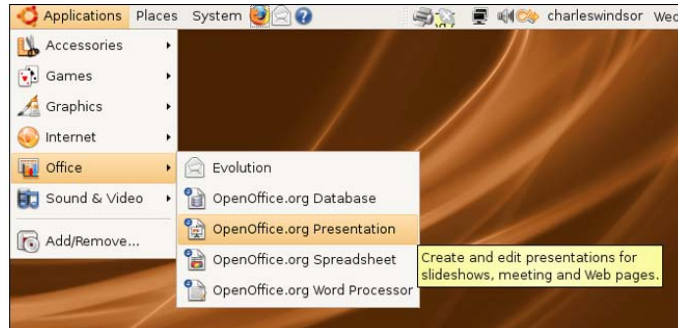 Applications Places System charleswindsor Wed
Accessories
Games
Graphics
Internet
Office
Sound & Video
Add/Remove...
Evolution
OpenOffice.org Database
OpenOffice.org Presentation
OpenOffice.org Spreadsheet
OpenOffice.org Word Processor
Create and edit presentations for
slideshows, meeting and Web pages.